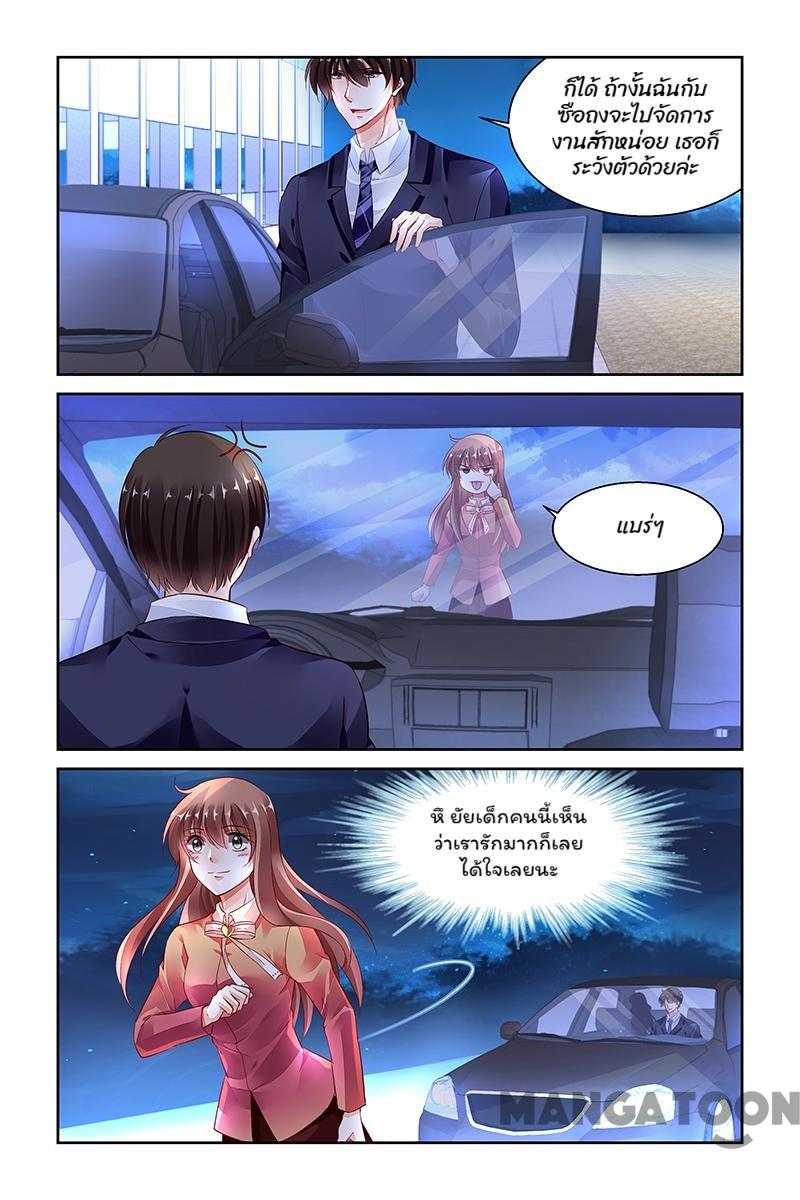 ก็ได้ ถ้างั้นฉันกับ
ซือถงจะไปจัดการ
งานสักหน่อย เธอก็
ระวังตัวด้วยล่ะ
แบร่ๆ
หึ ยัยเด็กคนนี้เห็น
ว่าเรารักมากก็เลย
ได้ใจเลยนะ
MANGATOON